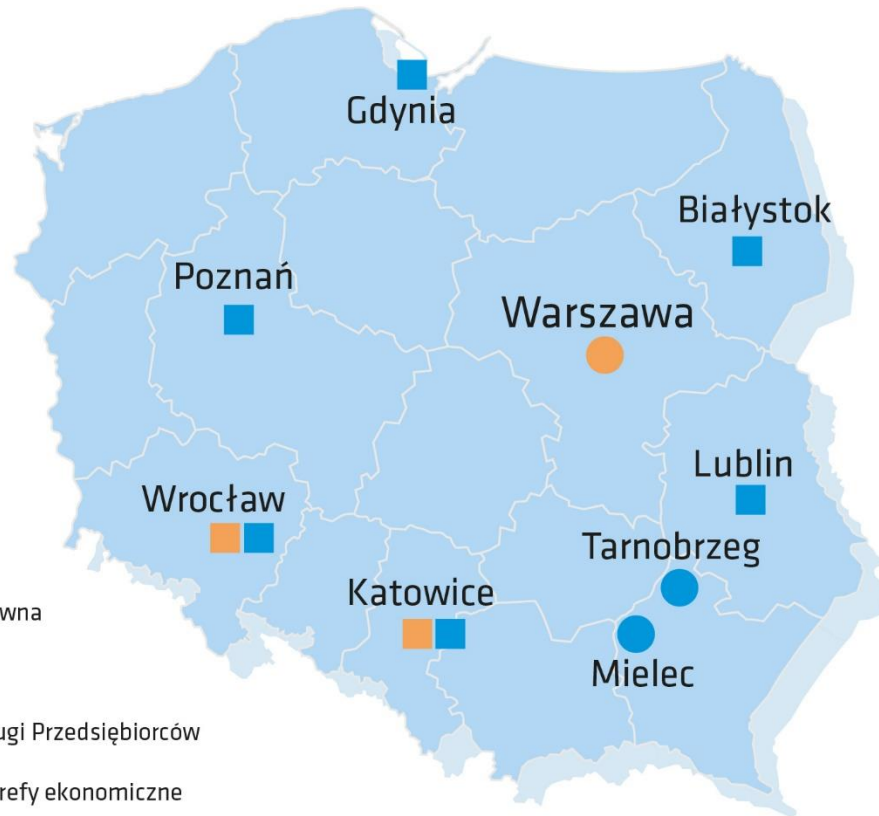 Gdynia
Białystok
Poznań
Warszawa
Lublin
Wrocław
Tarnobrzeg
Katowice
wna
Mielec
ugi Przedsiębiorców
refy ekonomiczne